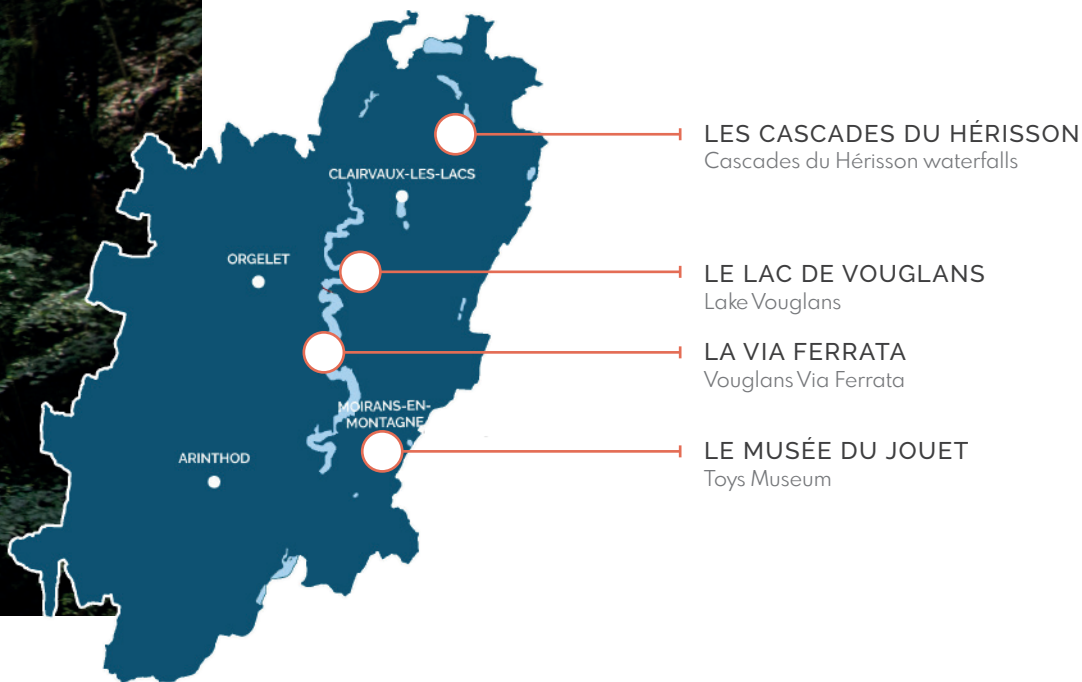 LES CASCADES DU HÉRISSON
Cascades du Hérisson waterfalls
CLAIRVAUX-LES-LACS
ORGELET
LE LAC DE VOUGLANS
Lake Vouglans
LA VIA FERRATA
Vouglans Via Ferrata
MOIRANS-EN-
MONTAGNE
ARINTHOD
LE MUSÉE DU JOUET
Toys Museum